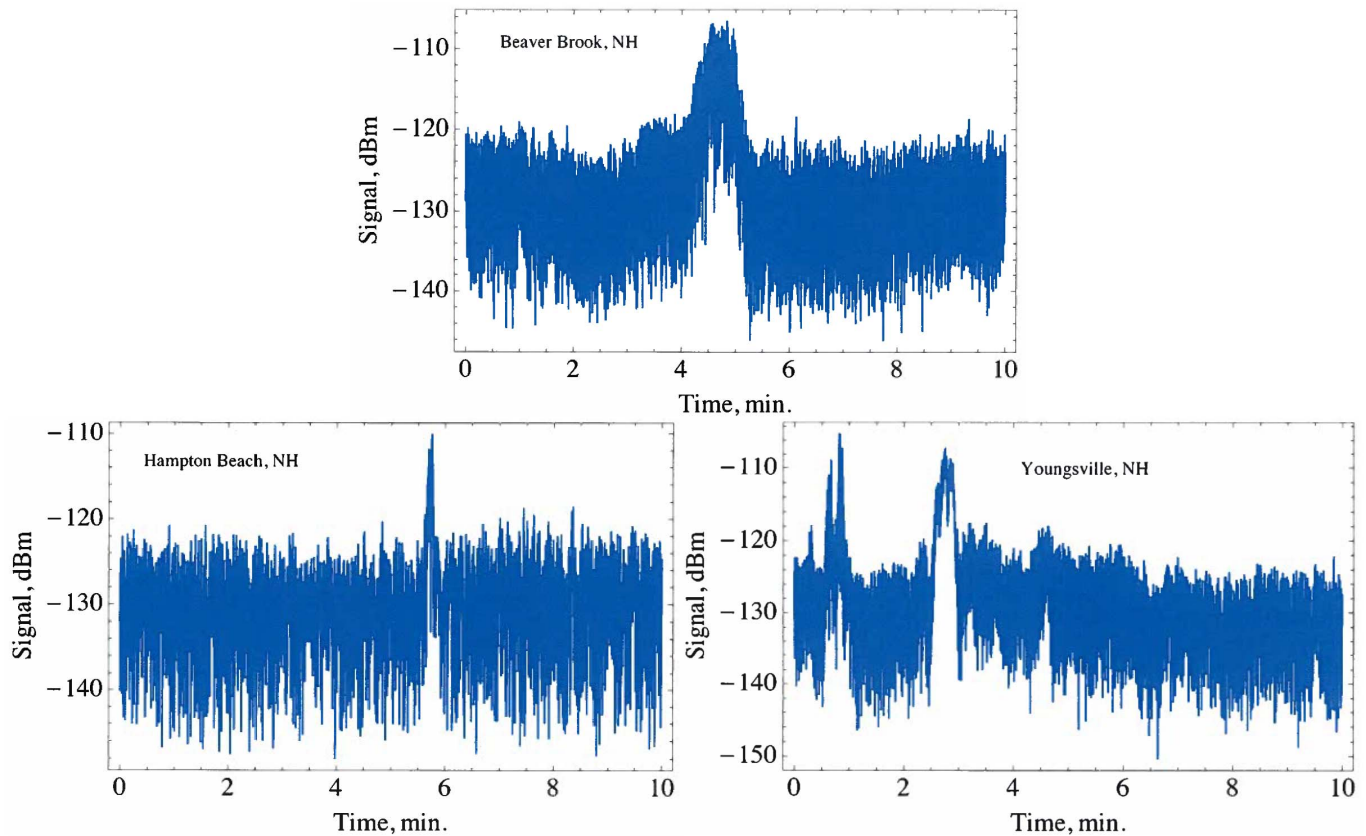 Beaver Brook, NH
Signal, dBm
−110
−120
−130
−140
0 2 4 6 8 10
Time, min.
Hampton Beach, NH
Signal, dBm
−110
−120
−130
−140
0 2 4 6 8 10
Time, min.
Youngsville, NH
Signal, dBm
−110
−120
−130
−140
−150
0 2 4 6 8 10
Time, min.